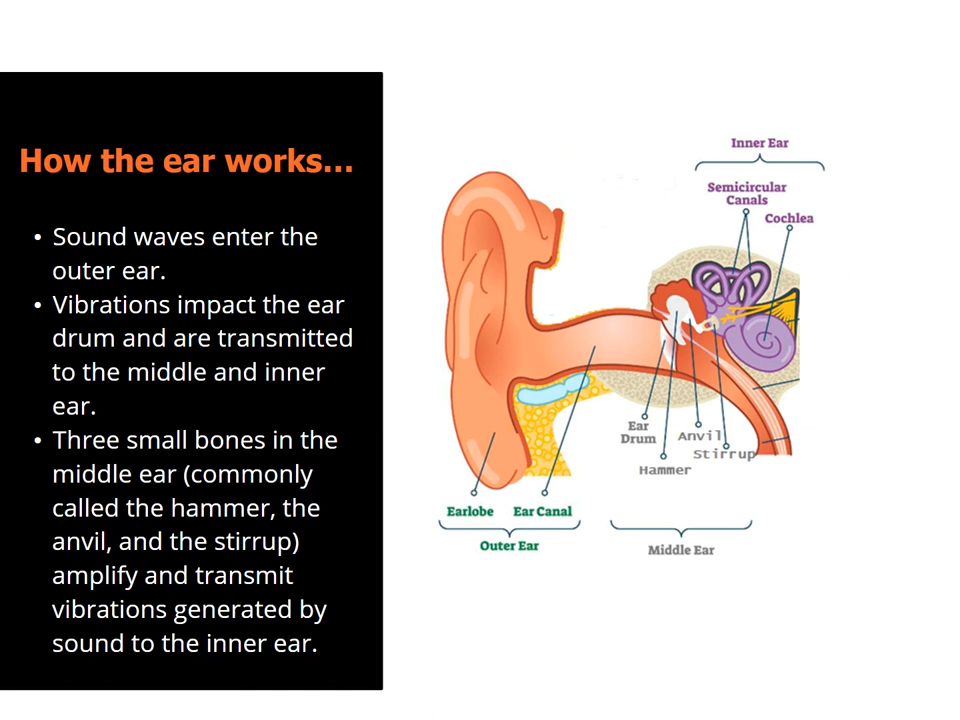 How the ear works...
• Sound waves enter the
outer ear.
• Vibrations impact the ear
drum and are transmitted
to the middle and inner
ear.
• Three small bones in the
middle ear (commonly
called the hammer, the
anvil, and the stirrup)
amplify and transmit
vibrations generated by
sound to the inner ear.
Inner Ear
Semicircular
Canals
Cochlea
Ear
Drum
Anvil
Stirrup
Hammer
Earlobe
Ear Canal
Outer Ear
Middle Ear